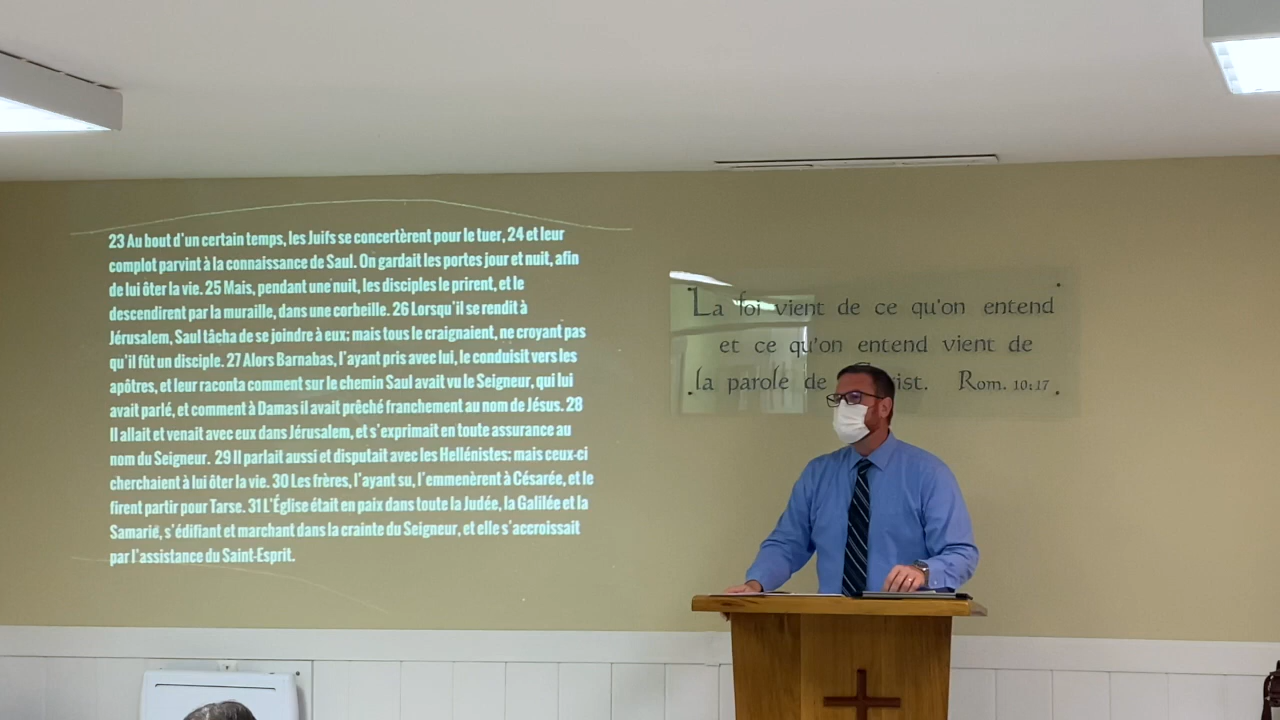 23 Au bout d'un certain temps, les Juifs se concertèrent pour le tuer, 24 et leur
complot parvint à la connaissance de Saul. On gardait les portes jour et nuit, afin
de lui ôter la vie. 25 Mais, pendant une nuit, les disciples le prirent, et le
descendirent par la muraille, dans une corbeille. 26 Lorsqu'il se rendit à
Jérusalem, Saul tâcha de se joindre à eux; mais tous le craignaient, ne croyant pas
qu'il fût un disciple. 27 Alors Barnabas, l'ayant pris avec lui, le conduisit vers les
apôtres, et leur raconta comment sur le chemin Saul avait vu le Seigneur, qui lui
avait parlé, et comment à Damas il avait prêché franchement au nom de Jésus. 28
Il allait et venait avec eux dans Jérusalem, et s'exprimait en toute assurance au
nom du Seigneur. 29 Il parlait aussi et disputait avec les Hellénistes; mais ceux-ci
cherchaient à lui ôter la vie. 30 Les frères, l'ayant su, l'emmenèrent à Césarée, et le
firent partir pour Tarse. 31 L'Église était en paix dans toute la Judée, la Galilée et la
Samarie, s'édifiant et marchant dans la crainte du Seigneur, et elle s'accroissait
par l'assistance du Saint-Esprit.
La foi vient de ce qu'on entend
et ce qu'on entend vient de
la parole de ist. Rom. 10:17